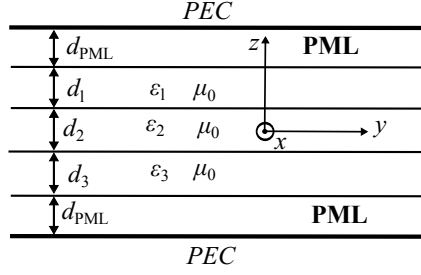 PEC
d_PML z PML
d_1 ε_1 μ_0
d_2 ε_2 μ_0 x y
d_3 ε_3 μ_0
d_PML PML
PEC